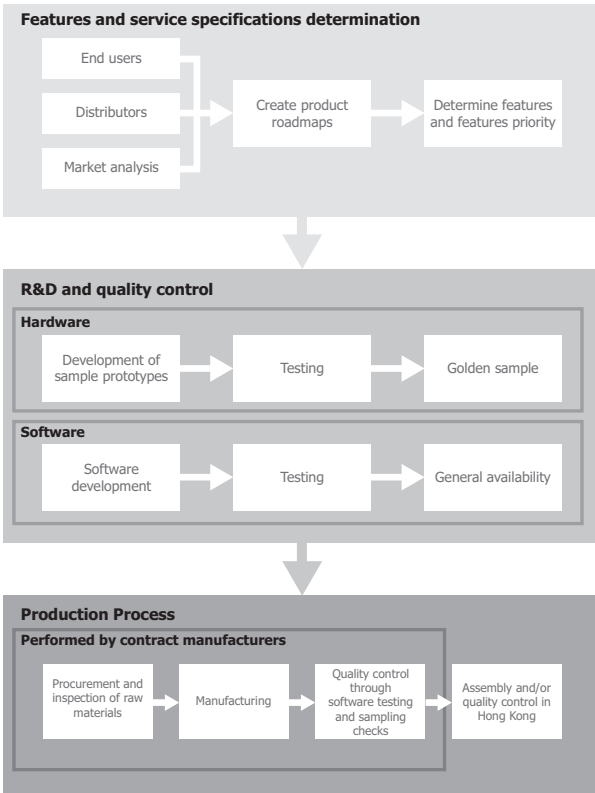 Features and service specifications determination
End users
Distributors
Market analysis
Create product
roadmaps
Determine features
and features priority
R&D and quality control
Hardware
Development of
sample prototypes
Testing
Golden sample
Software
Software
development
Testing
General availability
Production Process
Performed by contract manufacturers
Procurement and
inspection of raw
materials
Manufacturing
Quality control
through
software testing
and sampling
checks
Assembly and/or
quality control in
Hong Kong